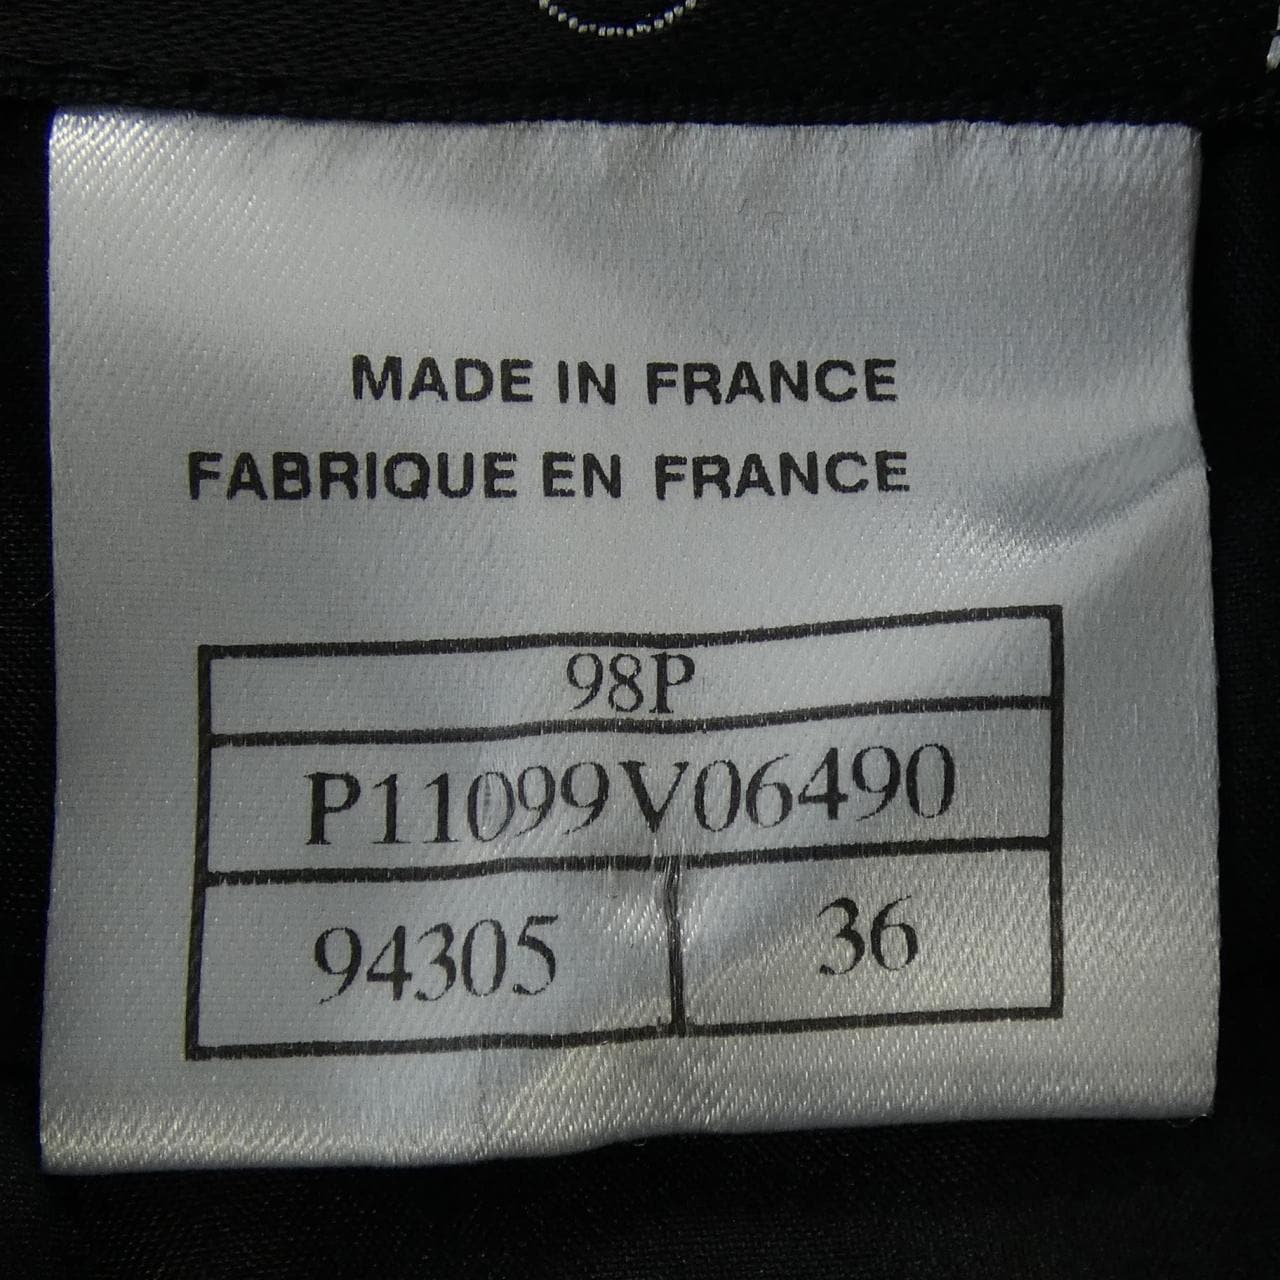 MADE IN FRANCE
FABRIQUE EN FRANCE
98P
P11099V06490
94305 36